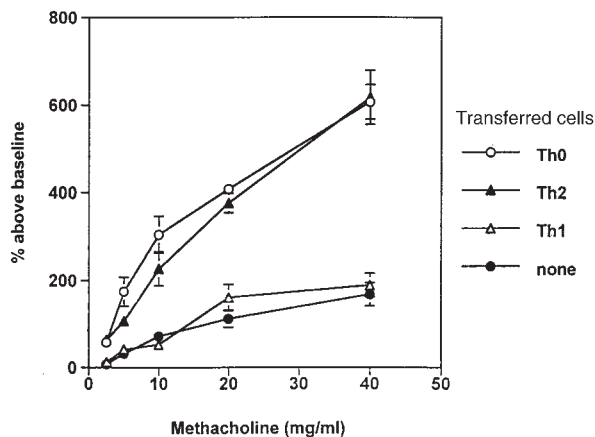 800
600
400
200
0
% above baseline
0
10
20
30
40
50
Methacholine (mg/ml)
Transferred cells
Th0
Th2
Th1
none